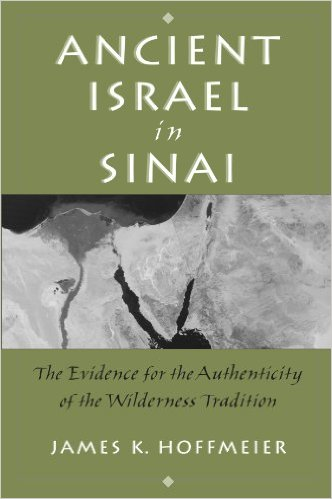 ANCIENT
ISRAEL
in
SINAI
The Evidence for the Authenticity
of the Wilderness Tradition
JAMES K. HOFFMEIER